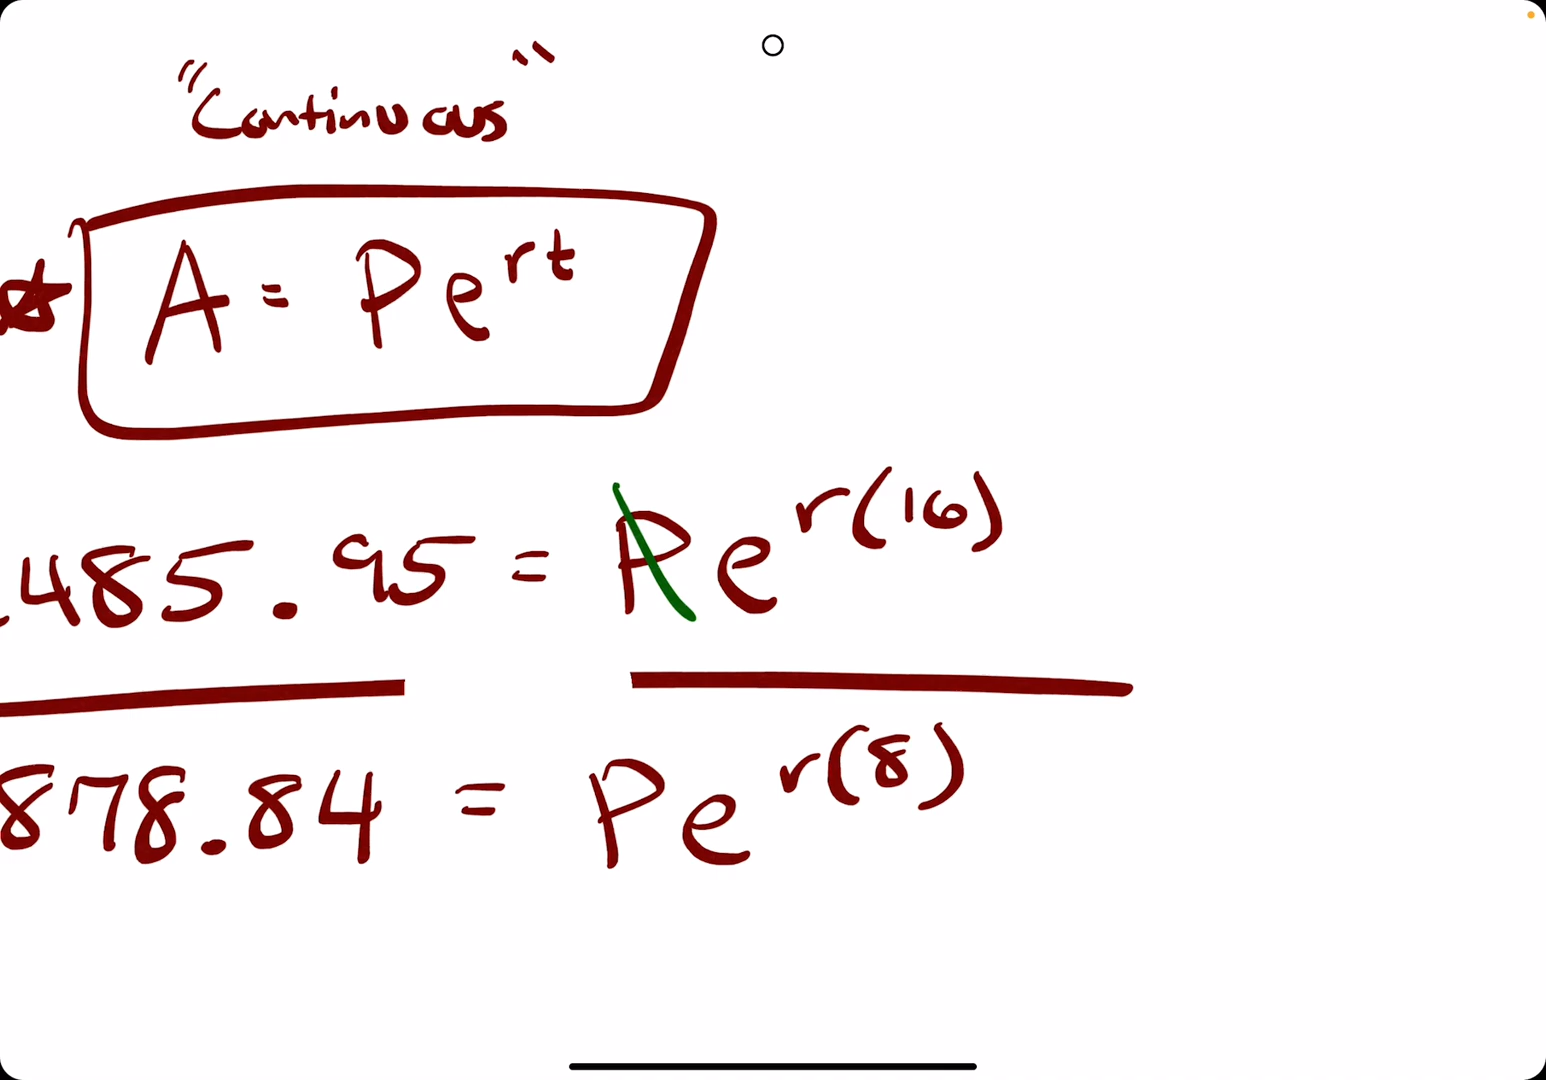 "Continuous"
A = Pe^{rt}
485.95 = Pe^{r(16)}
878.84 = Pe^{r(8)}